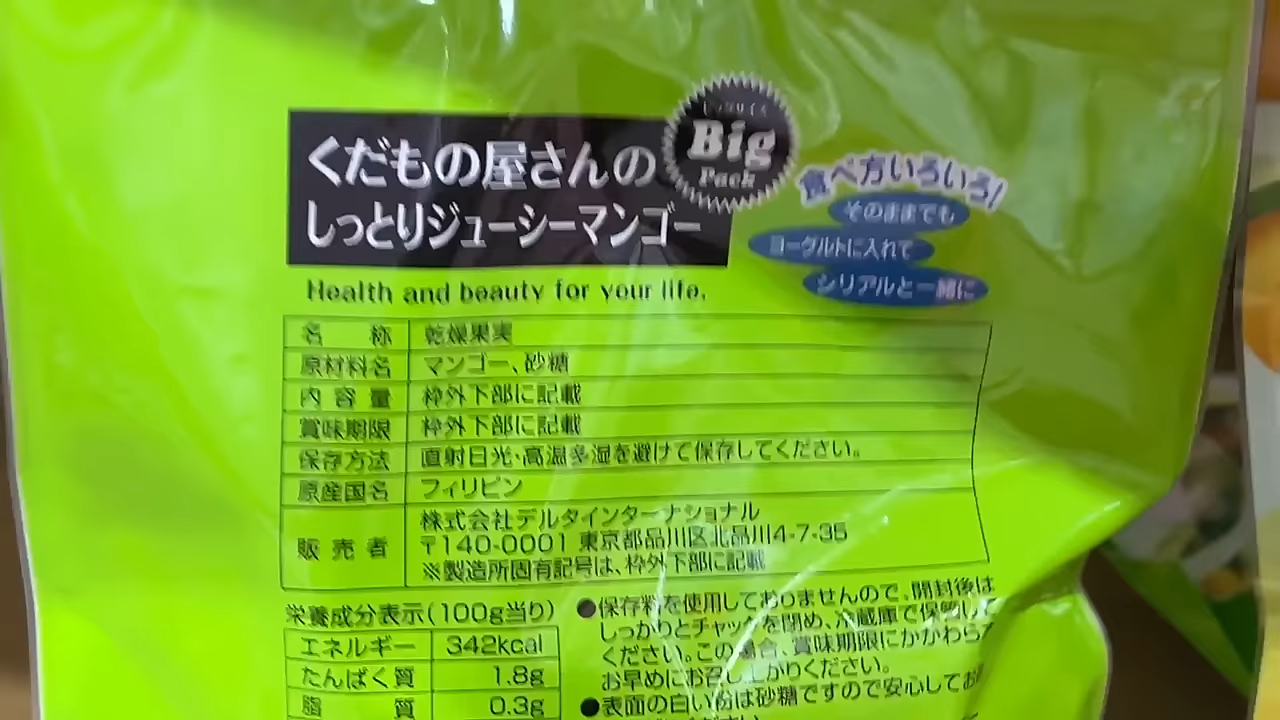 Big
Pack
くだもの屋さんの
しっとりジューシーマンゴー
食べ方いろいろ!
そのままでも
ヨーグルトに入れて
シリアルと一緒に
Health and beauty for your life.
名 称 乾燥果実
原材料名 マンゴー、砂糖
内容量 枠外下部に記載
賞味期限 枠外下部に記載
保存方法 直射日光・高温多湿を避けて保存してください。
原産国名 フィリピン
販売者 株式会社デルタインターナショナル
〒140-0001 東京都品川区北品川4-7-35
※製造所固有記号は、枠外下部に記載
栄養成分表示(100g当り)
エネルギー 342kcal
たんぱく質 1.8g
脂 質 0.3g
●保存料を使用しておりませんので、開封後は
しっかりとチャックを閉め、冷蔵庫で保管して
ください。この場合、賞味期限にかかわらず
お早めにお召し上がりください。
●表面の白い粉は砂糖ですので安心してお